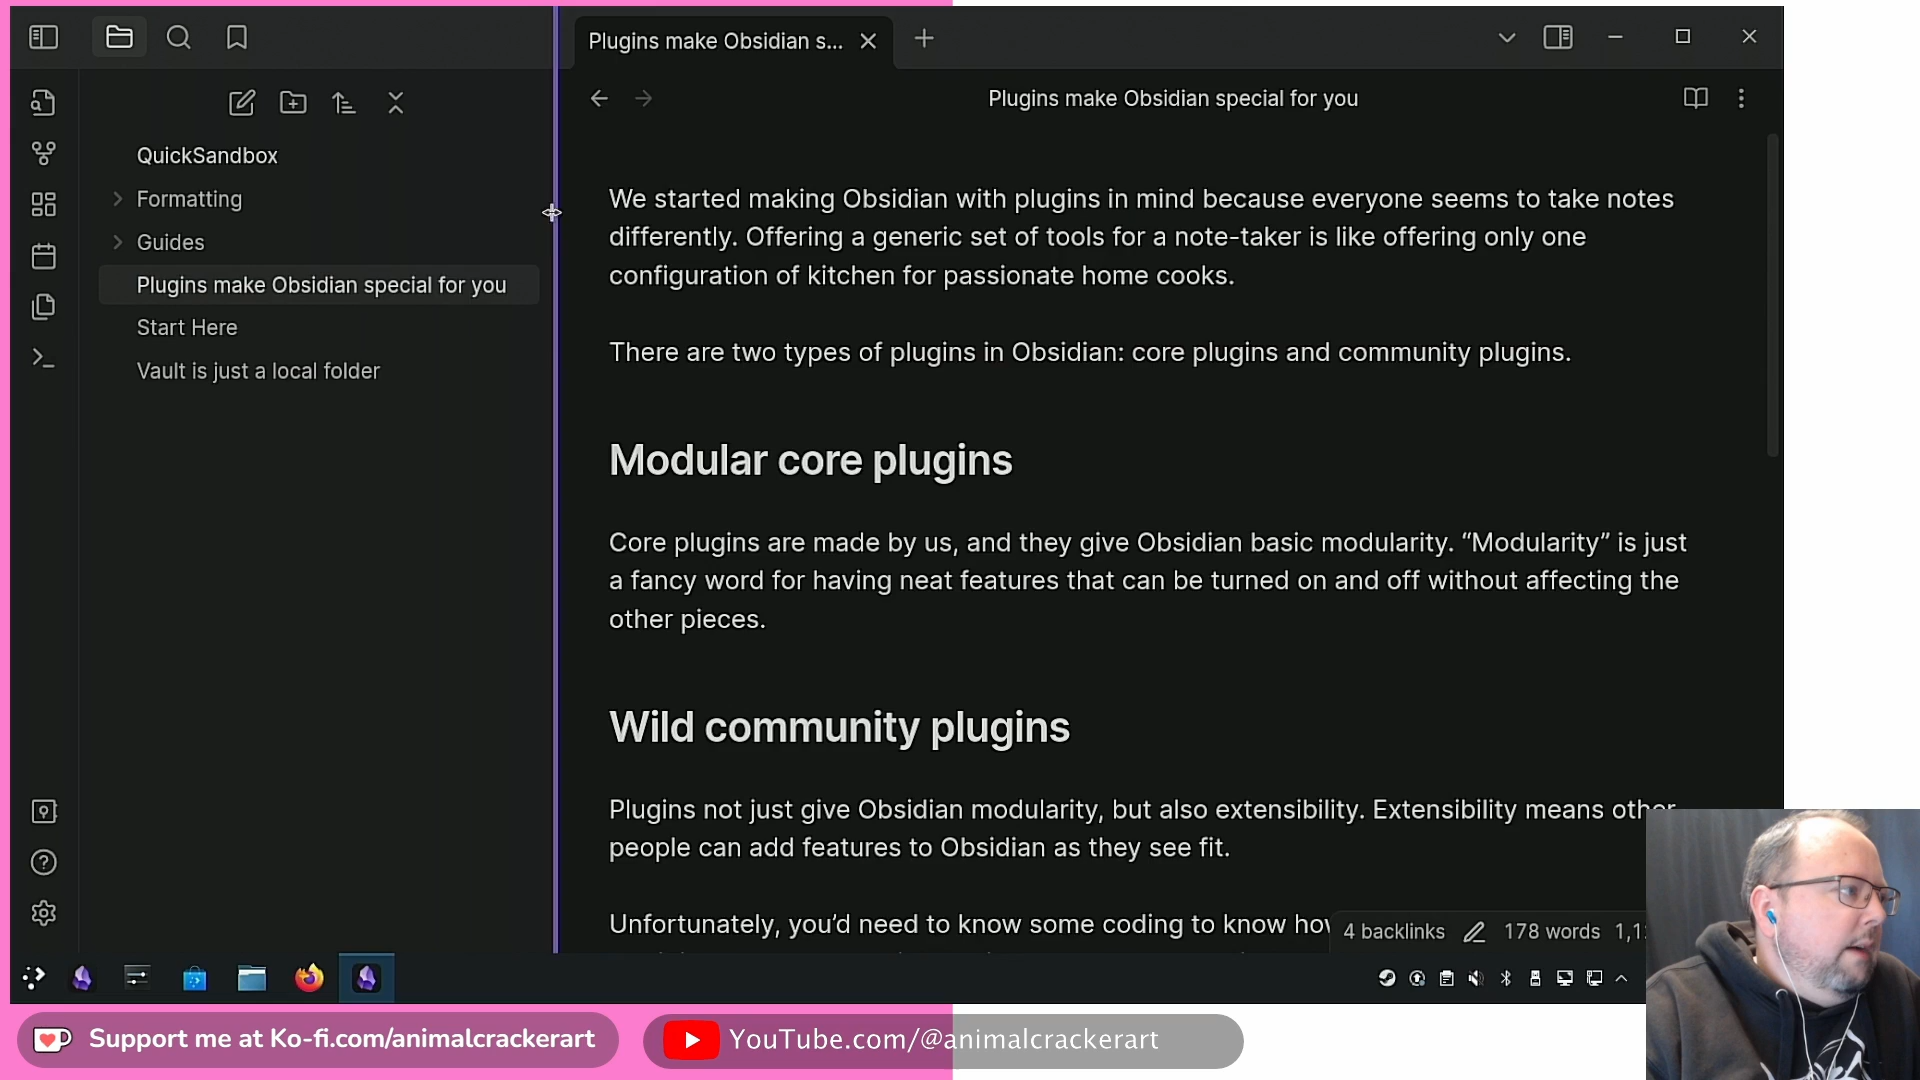 Plugins make Obsidian s...
Plugins make Obsidian special for you
QuickSandbox
Formatting
Guides
Plugins make Obsidian special for you
Start Here
Vault is just a local folder
We started making Obsidian with plugins in mind because everyone seems to take notes
differently. Offering a generic set of tools for a note-taker is like offering only one
configuration of kitchen for passionate home cooks.
There are two types of plugins in Obsidian: core plugins and community plugins.
Modular core plugins
Core plugins are made by us, and they give Obsidian basic modularity. “Modularity” is just
a fancy word for having neat features that can be turned on and off without affecting the
other pieces.
Wild community plugins
Plugins not just give Obsidian modularity, but also extensibility. Extensibility means other
people can add features to Obsidian as they see fit.
Unfortunately, you’d need to know some coding to know
4 backlinks 178 words
Support me at Ko-fi.com/animalcrackerart
YouTube.com/@animalcrackerart